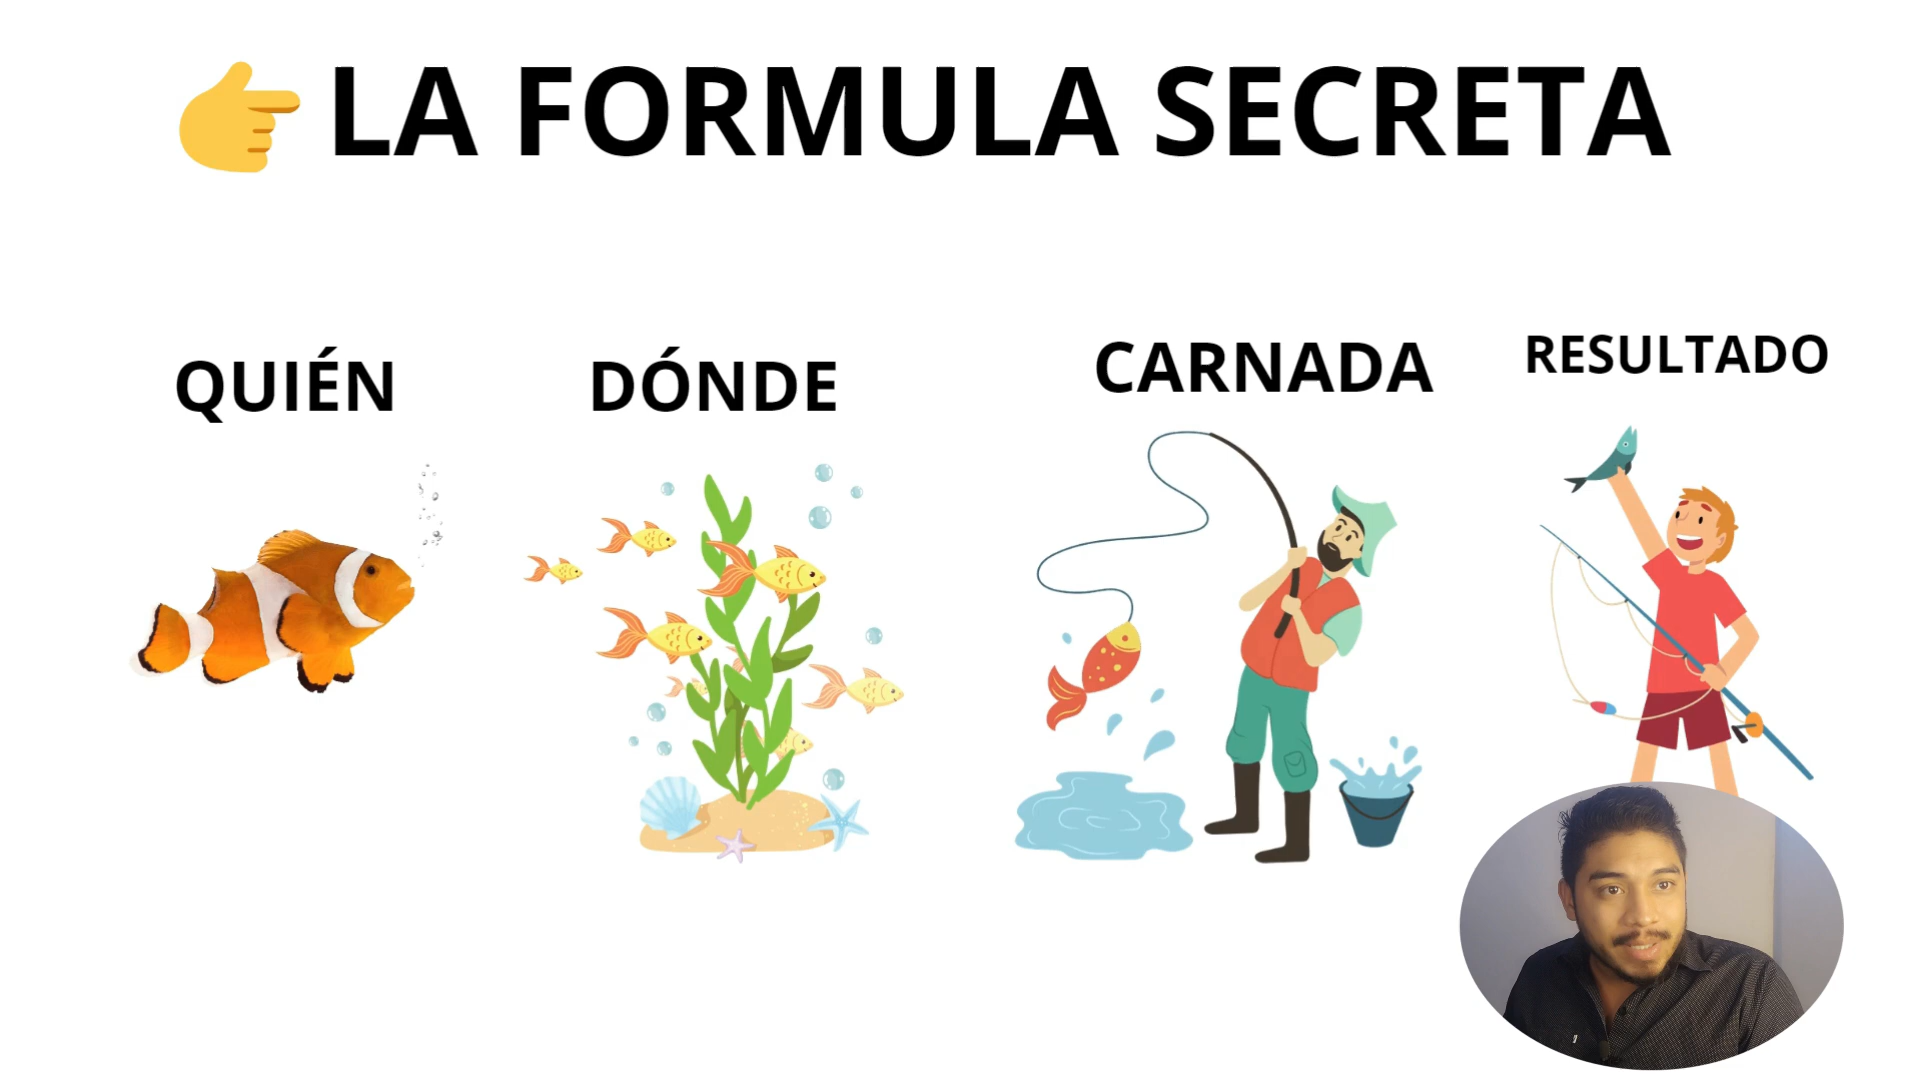 LA FORMULA SECRETA
QUIÉN
DÓNDE
CARNADA
RESULTADO